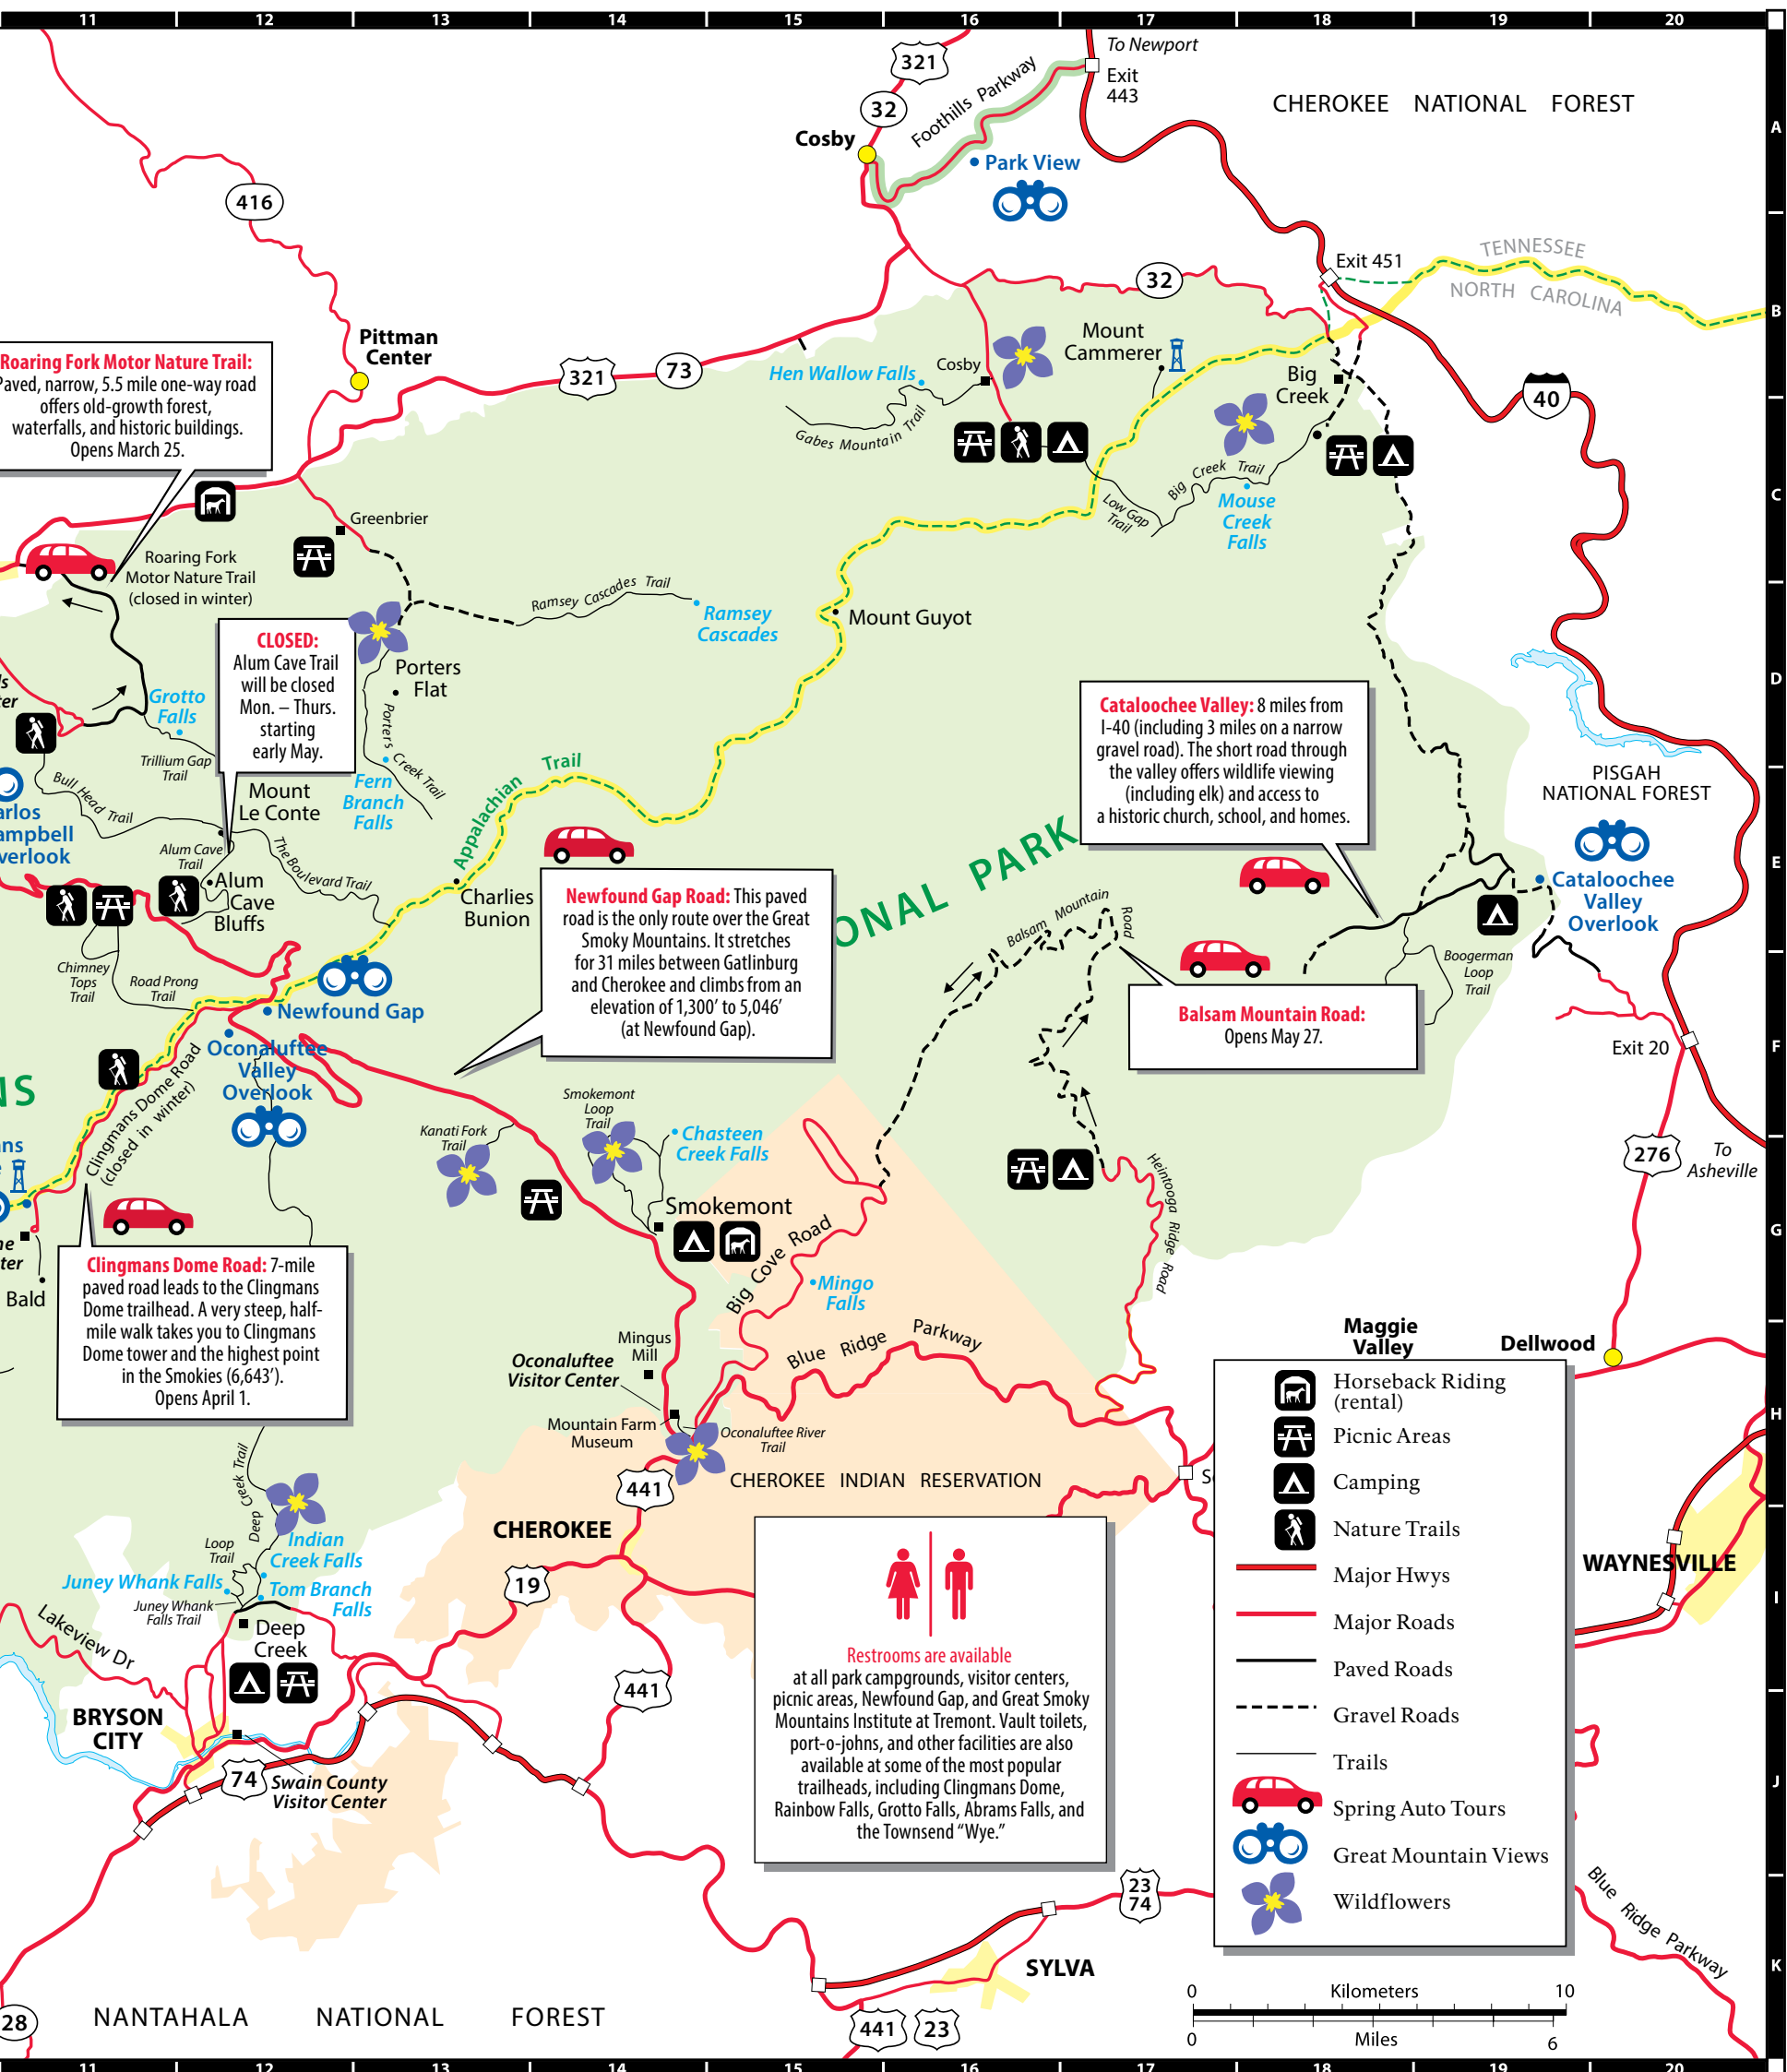 11 12 13 14 15 16 17 18 19 20
To Newport
321
Exit
443
Foothills Parkway
CHEROKEE NATIONAL FOREST
32
A
Cosby
Park View
416
TENNESSEE
Exit 451
NORTH CAROLINA
32
B
Pittman
Center
Mount
Cammerer
Roaring Fork Motor Nature Trail:
Paved, narrow, 5.5 mile one-way road
offers old-growth forest,
waterfalls, and historic buildings.
Opens March 25.
321
73
Hen Wallow Falls
Cosby
Big
Creek
40
Gabes Mountain Trail
Big Creek Trail
Low Gap
Trail
Mouse
Creek
Falls
C
Greenbrier
Roaring Fork
Motor Nature Trail
(closed in winter)
Ramsey Cascades Trail
Ramsey
Cascades
Mount Guyot
CLOSED:
Alum Cave Trail
will be closed
Mon. – Thurs.
starting
early May.
Porters
Flat
D
Grotto
Falls
Porters Creek Trail
Trillium Gap
Trail
Cataloochee Valley: 8 miles from
I-40 (including 3 miles on a narrow
gravel road). The short road through
the valley offers wildlife viewing
(including elk) and access to
a historic church, school, and homes.
Appalachian Trail
Fern
Branch
Falls
PISGAH
NATIONAL FOREST
Bull Head Trail
Mount
Le Conte
arlos
ampbell
verlook
Alum Cave
Trail
The Boulevard Trail
E
Alum
Cave
Bluffs
Charlies
Bunion
Cataloochee
Valley
Overlook
Newfound Gap Road: This paved
road is the only route over the Great
Smoky Mountains. It stretches
for 31 miles between Gatlinburg
and Cherokee and climbs from an
elevation of 1,300’ to 5,046’
(at Newfound Gap).
ONAL PARK
Balsam Mountain Road
Boogerman
Loop
Trail
Chimney
Tops
Trail
Road Prong
Trail
Newfound Gap
Balsam Mountain Road:
Opens May 27.
Oconaluftee
Valley
Overlook
Exit 20
F
NS
Clingmans Dome Road
(closed in winter)
Smokemont
Loop
Trail
Kanati Fork
Trail
Chasteen
Creek Falls
276
To
Asheville
Heintooga Ridge Road
Smokemont
G
Clingmans Dome Road: 7-mile
paved road leads to the Clingmans
Dome trailhead. A very steep, half-
mile walk takes you to Clingmans
Dome tower and the highest point
in the Smokies (6,643’).
Opens April 1.
Bald
Big Cove Road
Mingo
Falls
Mingus
Mill
Blue Ridge Parkway
Maggie
Valley
Dellwood
Oconaluftee
Visitor Center
Mountain Farm
Museum
Oconaluftee River
Trail
H
CHEROKEE INDIAN RESERVATION
441
Horseback Riding
(rental)
Picnic Areas
Camping
Nature Trails
Major Hwys
Major Roads
Paved Roads
Gravel Roads
Trails
Spring Auto Tours
Great Mountain Views
Wildflowers
Deep Creek Trail
CHEROKEE
Loop
Trail
Indian
Creek Falls
Juney Whank Falls
Juney Whank
Falls Trail
Tom Branch
Falls
19
WAYNESVILLE
I
Lakeview Dr
Deep
Creek
Restrooms are available
at all park campgrounds, visitor centers,
picnic areas, Newfound Gap, and Great Smoky
Mountains Institute at Tremont. Vault toilets,
port-o-johns, and other facilities are also
available at some of the most popular
trailheads, including Clingmans Dome,
Rainbow Falls, Grotto Falls, Abrams Falls, and
the Townsend “Wye.”
441
BRYSON
CITY
74
Swain County
Visitor Center
J
23
74
Blue Ridge Parkway
SYLVA
K
0 Kilometers 10
0 Miles 6
28
NANTAHALA NATIONAL FOREST
441
23
11 12 13 14 15 16 17 18 19 20